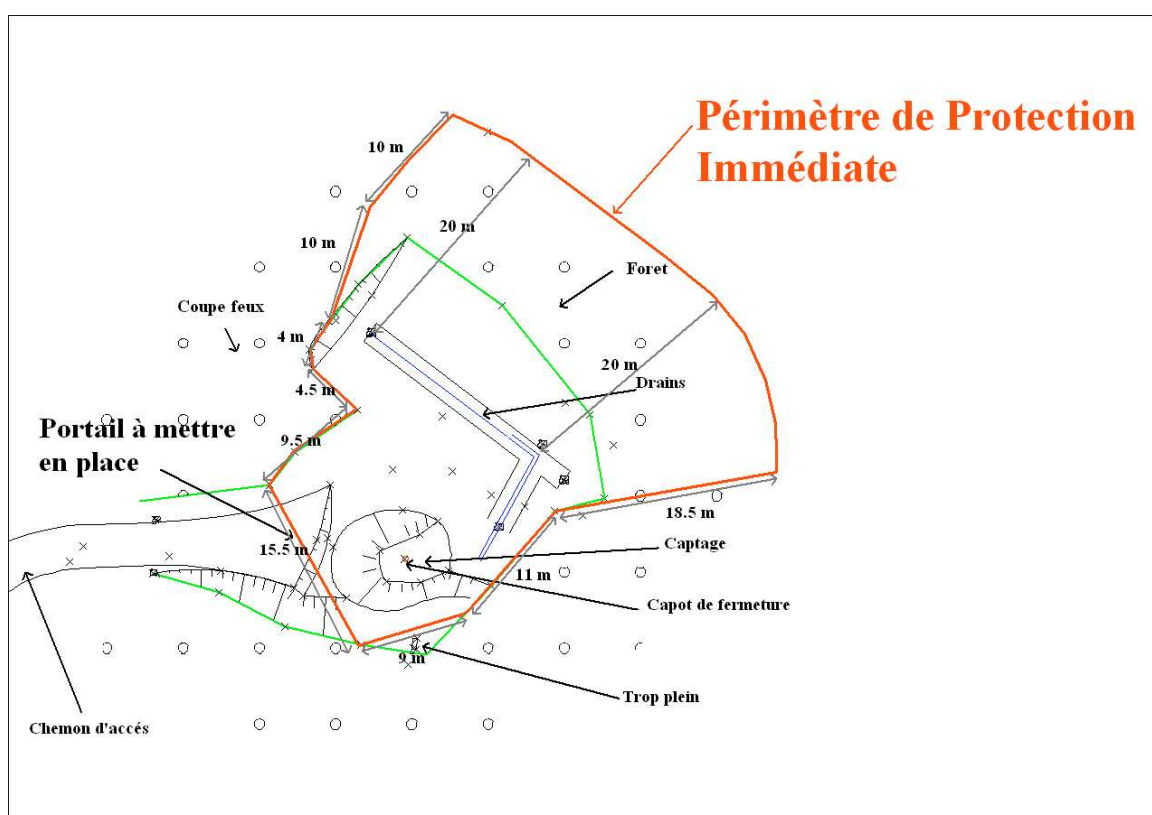 Périmètre de Protection
Immédiate
10 m
20 m
10 m
Foret
Coupe feux
4 m
20 m
4.5 m
Drains
Portail à mettre
en place
9.5 m
18.5 m
15.5 m
Captage
11 m
Capot de fermeture
9 m
Trop plein
Chemon d'accés